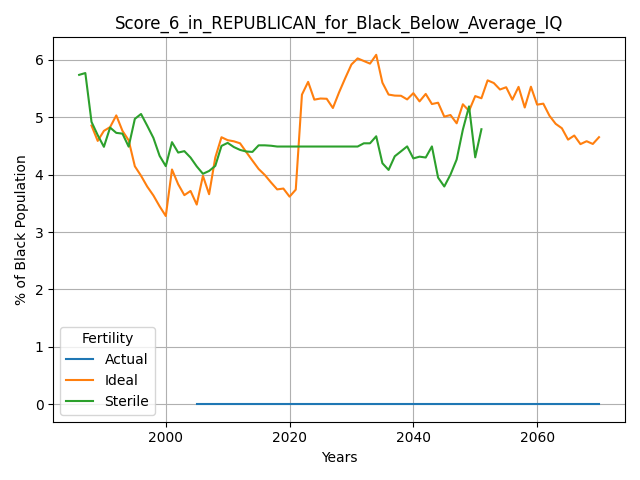 Score_6_in_REPUBLICAN_for_Black_Below_Average_IQ
6
5
4
3
2
1
0
% of Black Population
Fertility
Actual
Ideal
Sterile
2000
2020
2040
2060
Years